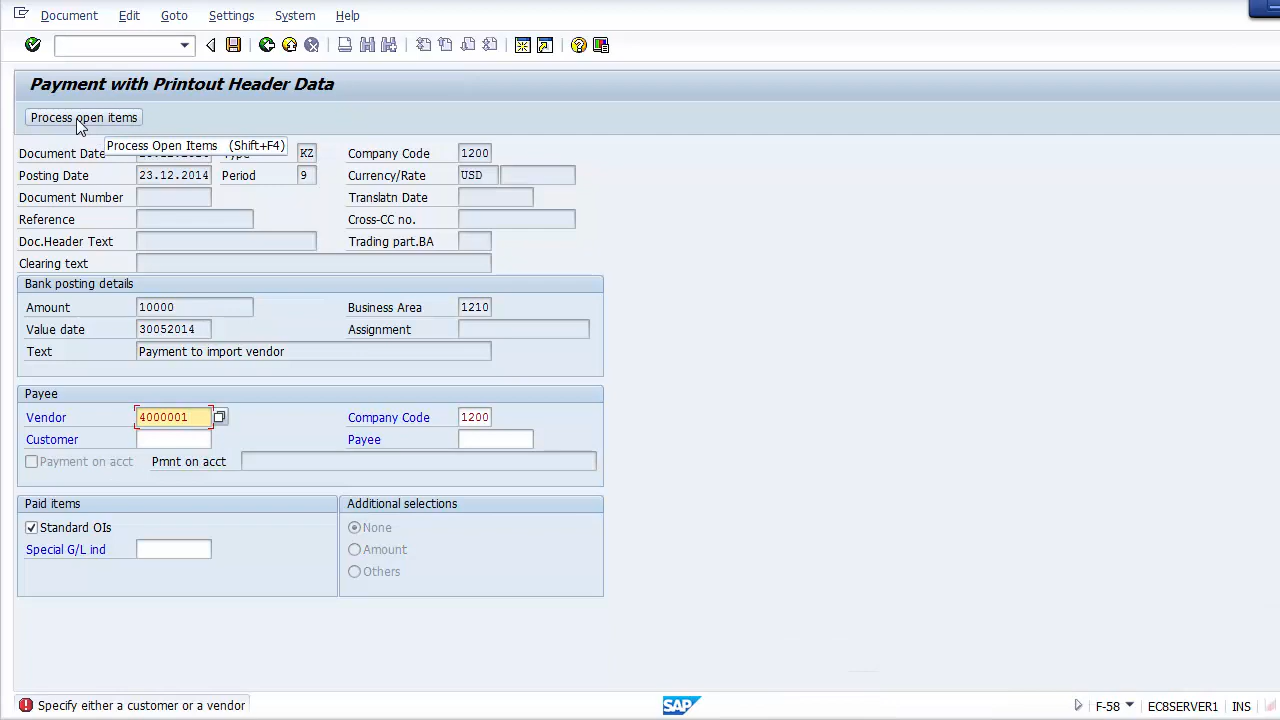 Document Edit Goto Settings System Help
Payment with Printout Header Data
Process open items
Process Open Items (Shift+F4)
Document Date KZ Company Code 1200
Posting Date 23.12.2014 Period 9 Currency/Rate USD
Document Number Translatn Date
Reference Cross-CC no.
Doc.Header Text Trading part.BA
Clearing text
Bank posting details
Amount 10000 Business Area 1210
Value date 30052014 Assignment
Text Payment to import vendor
Payee
Vendor 4000001 Company Code 1200
Customer Payee
Payment on acct Pmnt on acct
Paid items Additional selections
Standard OIs None
Special G/L ind Amount
Others
Specify either a customer or a vendor SAP F-58 EC8SERVER1 INS